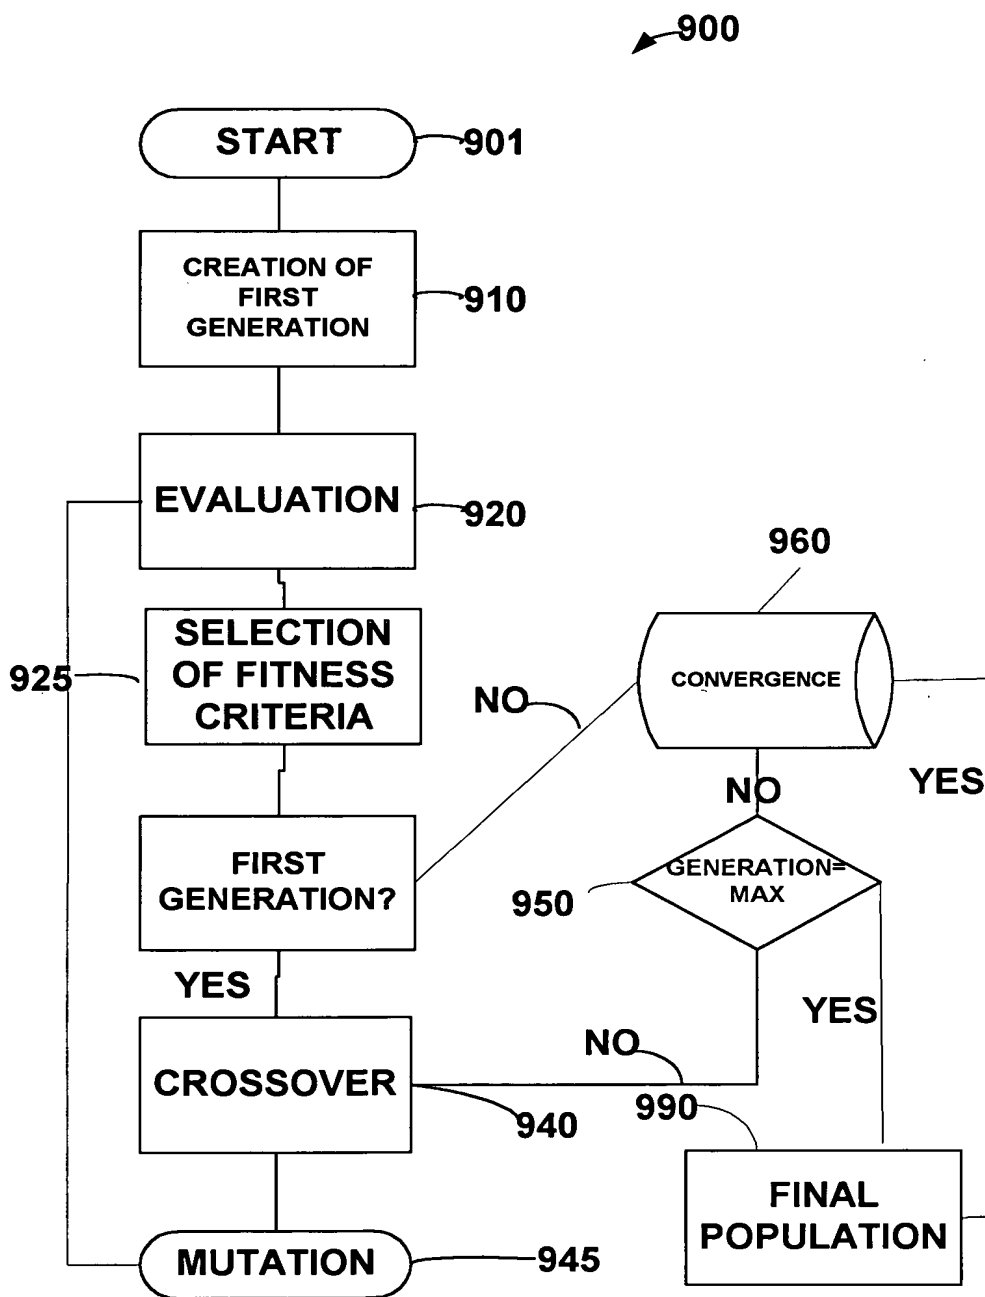 900
START
901
CREATION OF
FIRST
GENERATION
910
EVALUATION
920
960
SELECTION
OF FITNESS
CRITERIA
925
CONVERGENCE
NO
YES
NO
FIRST
GENERATION?
GENERATION=
MAX
950
YES
YES
NO
CROSSOVER
940
990
FINAL
POPULATION
MUTATION
945